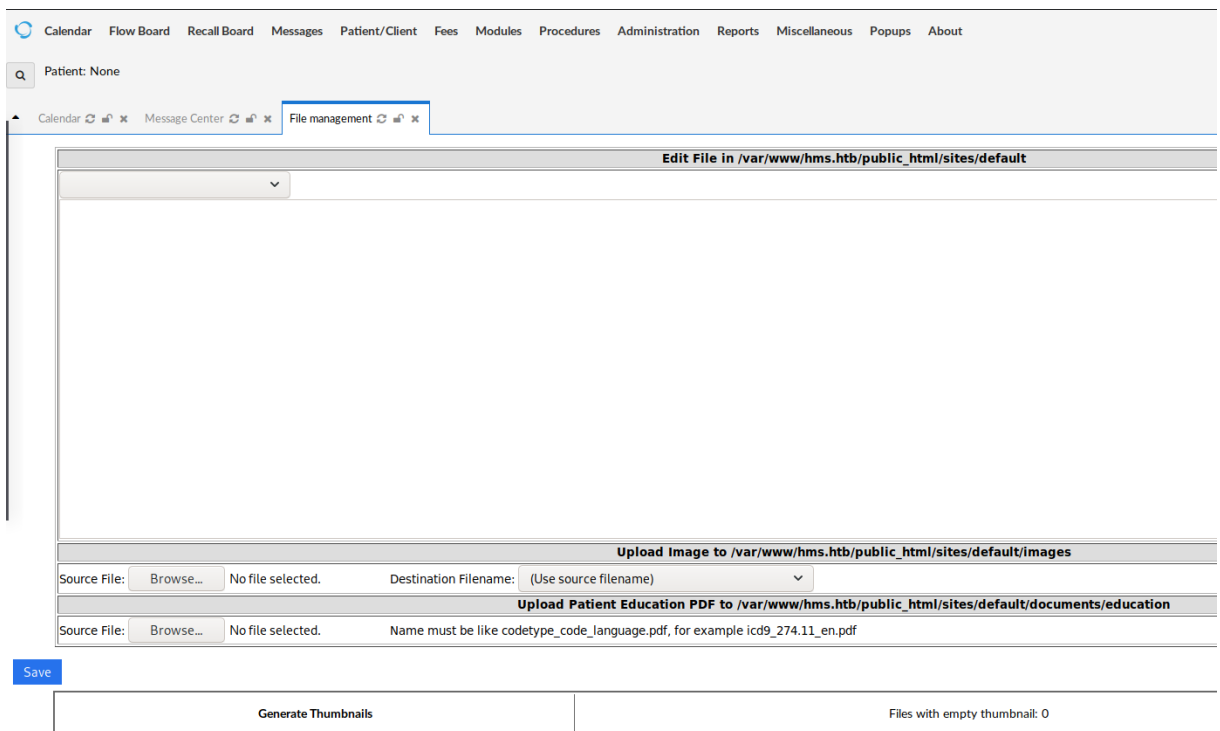 Calendar Flow Board Recall Board Messages Patient/Client Fees Modules Procedures Administration Reports Miscellaneous Popups About
Patient: None
Calendar Message Center File management
Edit File in /var/www/hms.htb/public_html/sites/default
Upload Image to /var/www/hms.htb/public_html/sites/default/images
Source File: Browse... No file selected. Destination Filename: (Use source filename)
Upload Patient Education PDF to /var/www/hms.htb/public_html/sites/default/documents/education
Source File: Browse... No file selected. Name must be like codetype_code_language.pdf, for example icd9_274.11_en.pdf
Save
Generate Thumbnails Files with empty thumbnail: 0